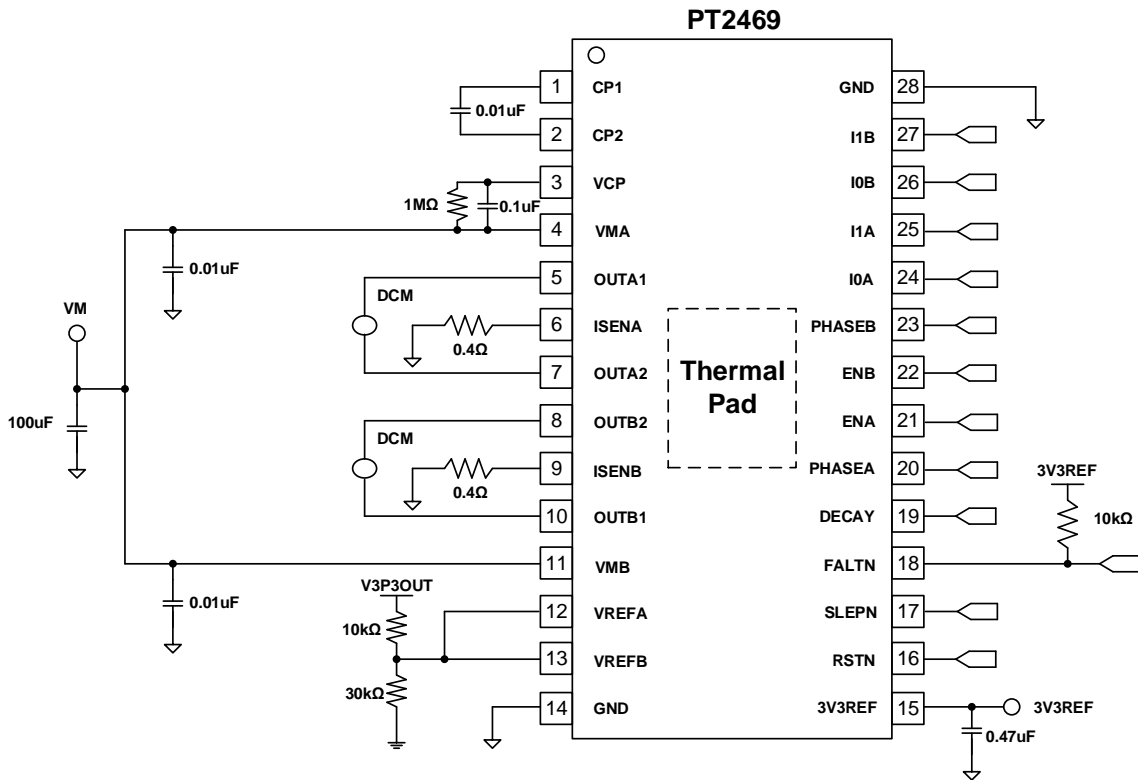 PT2469
1 CP1
0.01uF
2 CP2
3 VCP
1MΩ
0.1uF
4 VMA
0.01uF
5 OUTA1
DCM
VM
6 ISENA
0.4Ω
7 OUTA2
8 OUTB2
100uF
DCM
9 ISENB
0.4Ω
10 OUTB1
11 VMB
0.01uF
V3P3OUT
12 VREFA
10kΩ
13 VREFB
30kΩ
14 GND
Thermal
Pad
GND 28
I1B 27
I0B 26
I1A 25
I0A 24
PHASEB 23
ENB 22
ENA 21
PHASEA 20
3V3REF
DECAY 19
10kΩ
FALTN 18
SLEPN 17
RSTN 16
3V3REF 15
3V3REF
0.47uF